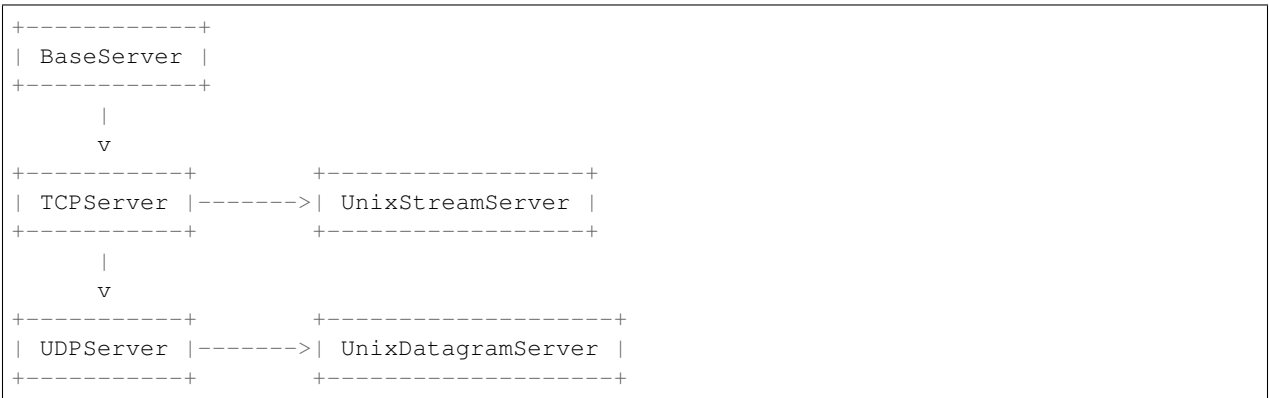 +------------+
| BaseServer |
+------------+
      |
      v
+-----------+        +------------------+
| TCPServer |------->| UnixStreamServer |
+-----------+        +------------------+
      |
      v
+-----------+        +--------------------+
| UDPServer |------->| UnixDatagramServer |
+-----------+        +--------------------+